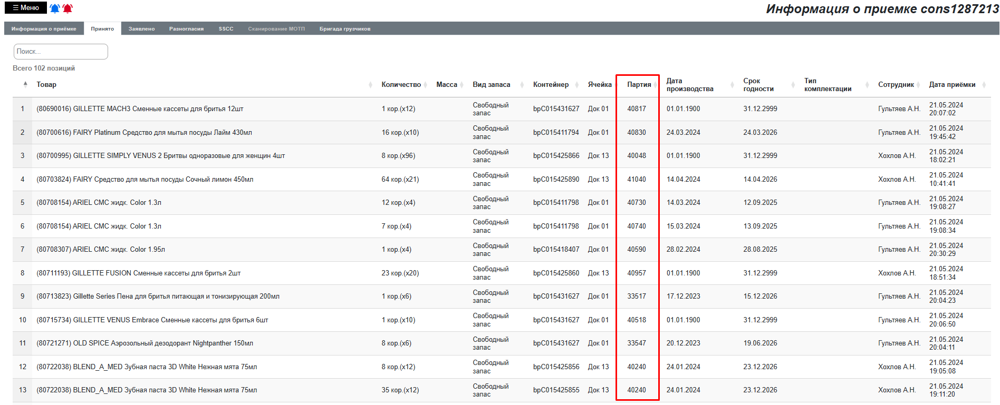 ☰ Меню
Информация о приемке cons1287213
Информация о приёмке Принято Заявлено Разногласия SSCC Сканирование МОТП Бригада грузчиков
Поиск...
Всего 102 позиций
Товар Количество Масса Вид запаса Контейнер Ячейка Партия Дата производства Срок годности Тип комплектации Сотрудник Дата приёмки
1 (80690016) GILLETTE MACH3 Сменные кассеты для бритья 12шт 1 кор.(x12) Свободный запас bpC015431627 Док 01 40817 01.01.1900 31.12.2999 Гультяев А.Н. 21.05.2024 20:07:02
2 (80700616) FAIRY Platinum Средство для мытья посуды Лайм 430мл 16 кор.(x10) Свободный запас bpC015411794 Док 01 40830 24.03.2024 24.03.2026 Гультяев А.Н. 21.05.2024 19:45:42
3 (80700995) GILLETTE SIMPLY VENUS 2 Бритвы одноразовые для женщин 4шт 8 кор.(x96) Свободный запас bpC015425866 Док 13 40048 01.01.1900 31.12.2999 Хохлов А.Н. 21.05.2024 18:02:21
4 (80703824) FAIRY Средство для мытья посуды Сочный лимон 450мл 64 кор.(x21) Свободный запас bpC015425890 Док 13 41040 14.04.2024 14.04.2026 Хохлов А.Н. 21.05.2024 10:41:41
5 (80708154) ARIEL СМС жидк. Color 1.3л 12 кор.(x4) Свободный запас bpC015411798 Док 01 40730 14.03.2024 12.09.2025 Гультяев А.Н. 21.05.2024 19:08:27
6 (80708154) ARIEL СМС жидк. Color 1.3л 7 кор.(x4) Свободный запас bpC015411798 Док 01 40740 15.03.2024 13.09.2025 Гультяев А.Н. 21.05.2024 19:08:34
7 (80708307) ARIEL СМС жидк. Color 1.95л 1 кор.(x4) Свободный запас bpC015418407 Док 01 40590 28.02.2024 28.08.2025 Гультяев А.Н. 21.05.2024 20:30:29
8 (80711193) GILLETTE FUSION Сменные кассеты для бритья 2шт 23 кор.(x20) Свободный запас bpC015425860 Док 13 40957 01.01.1900 31.12.2999 Хохлов А.Н. 21.05.2024 18:51:34
9 (80713823) Gillette Series Пена для бритья питающая и тонизирующая 200мл 1 кор.(x6) Свободный запас bpC015431627 Док 01 33517 17.12.2023 15.12.2026 Гультяев А.Н. 21.05.2024 20:04:23
10 (80715734) GILLETTE VENUS Embrace Сменные кассеты для бритья 6шт 1 кор.(x10) Свободный запас bpC015431627 Док 01 40518 01.01.1900 31.12.2999 Гультяев А.Н. 21.05.2024 20:06:50
11 (80721271) OLD SPICE Аэрозольный дезодорант Nightpanther 150мл 8 кор.(x6) Свободный запас bpC015431627 Док 01 33547 20.12.2023 19.06.2026 Гультяев А.Н. 21.05.2024 20:04:11
12 (80722038) BLEND_A_MED Зубная паста 3D White Нежная мята 75мл 8 кор.(x12) Свободный запас bpC015425856 Док 13 40240 24.01.2024 23.12.2026 Хохлов А.Н. 21.05.2024 19:05:08
13 (80722038) BLEND_A_MED Зубная паста 3D White Нежная мята 75мл 35 кор.(x12) Свободный запас bpC015425855 Док 13 40240 24.01.2024 23.12.2026 Хохлов А.Н. 21.05.2024 19:11:20